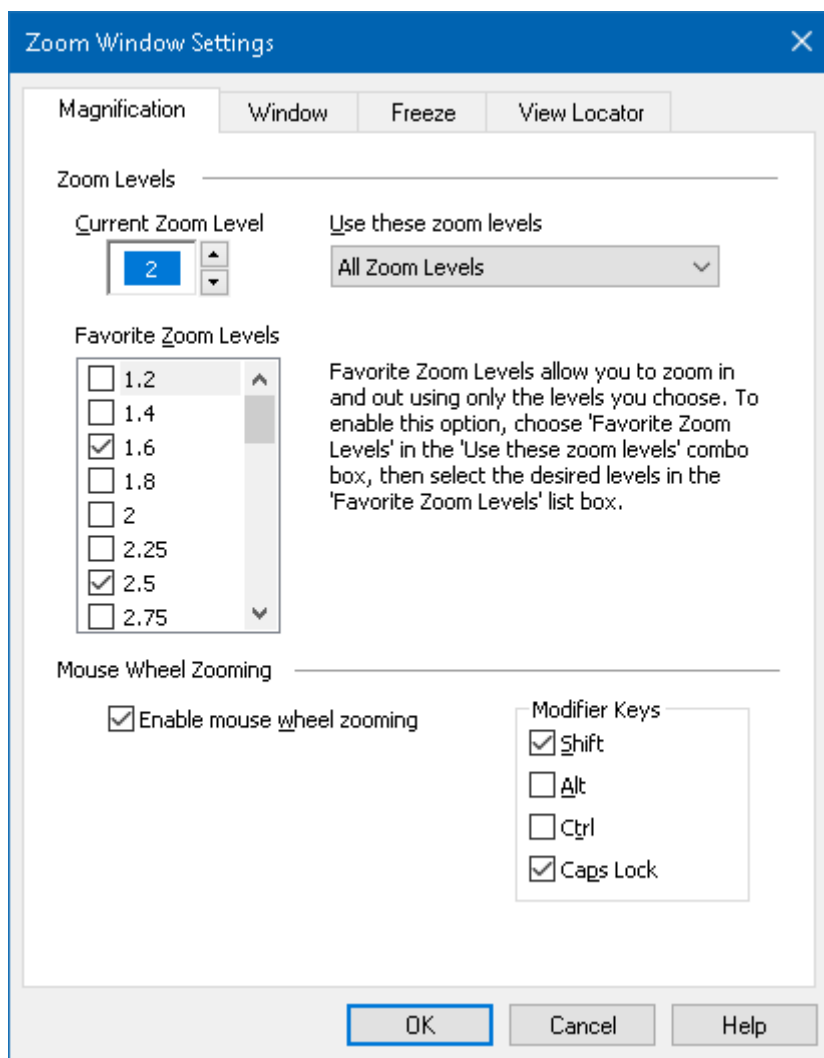 Zoom Window Settings
Magnification Window Freeze View Locator
Zoom Levels
Current Zoom Level
2
Use these zoom levels
All Zoom Levels
Favorite Zoom Levels
1.2
1.4
1.6
1.8
2
2.25
2.5
2.75
Favorite Zoom Levels allow you to zoom in
and out using only the levels you choose. To
enable this option, choose 'Favorite Zoom
Levels' in the 'Use these zoom levels' combo
box, then select the desired levels in the
'Favorite Zoom Levels' list box.
Mouse Wheel Zooming
Enable mouse wheel zooming
Modifier Keys
Shift
Alt
Ctrl
Caps Lock
OK Cancel Help